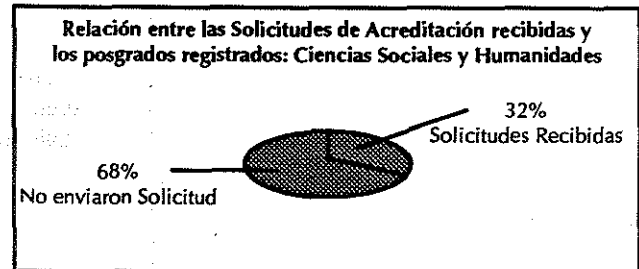 Relación entre las Solicitudes de Acreditación recibidas y
los posgrados registrados: Ciencias Sociales y Humanidades
32%
Solicitudes Recibidas
68%
No enviaron Solicitud